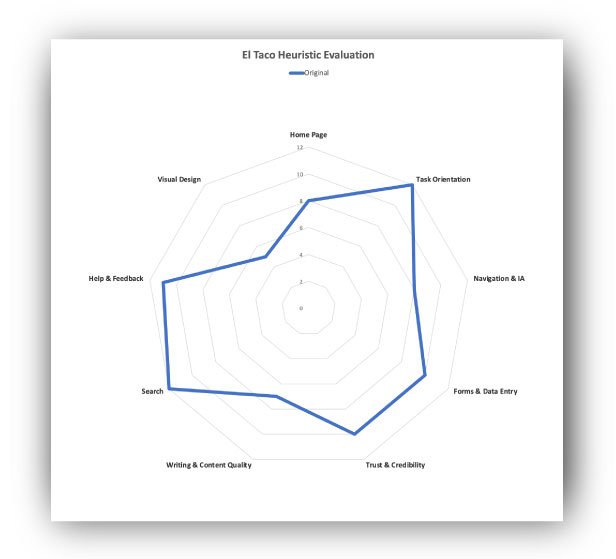 El Taco Heuristic Evaluation
Original
Home Page
12
Visual Design
Task Orientation
10
8
6
Help & Feedback
Navigation & IA
4
2
0
Search
Forms & Data Entry
Writing & Content Quality
Trust & Credibility